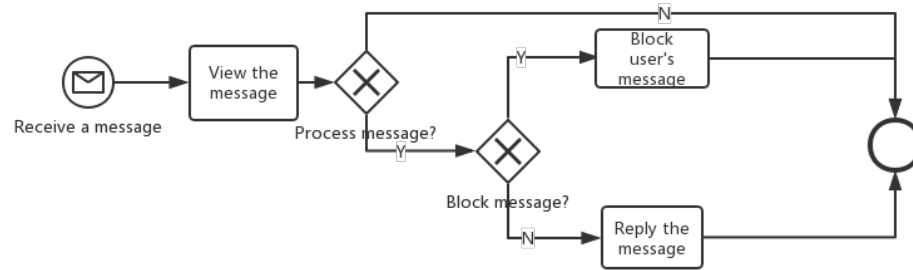 N
Block
user's
message
Y
View the
message
Receive a message
Process message?
Y
Block message?
N
Reply the
message